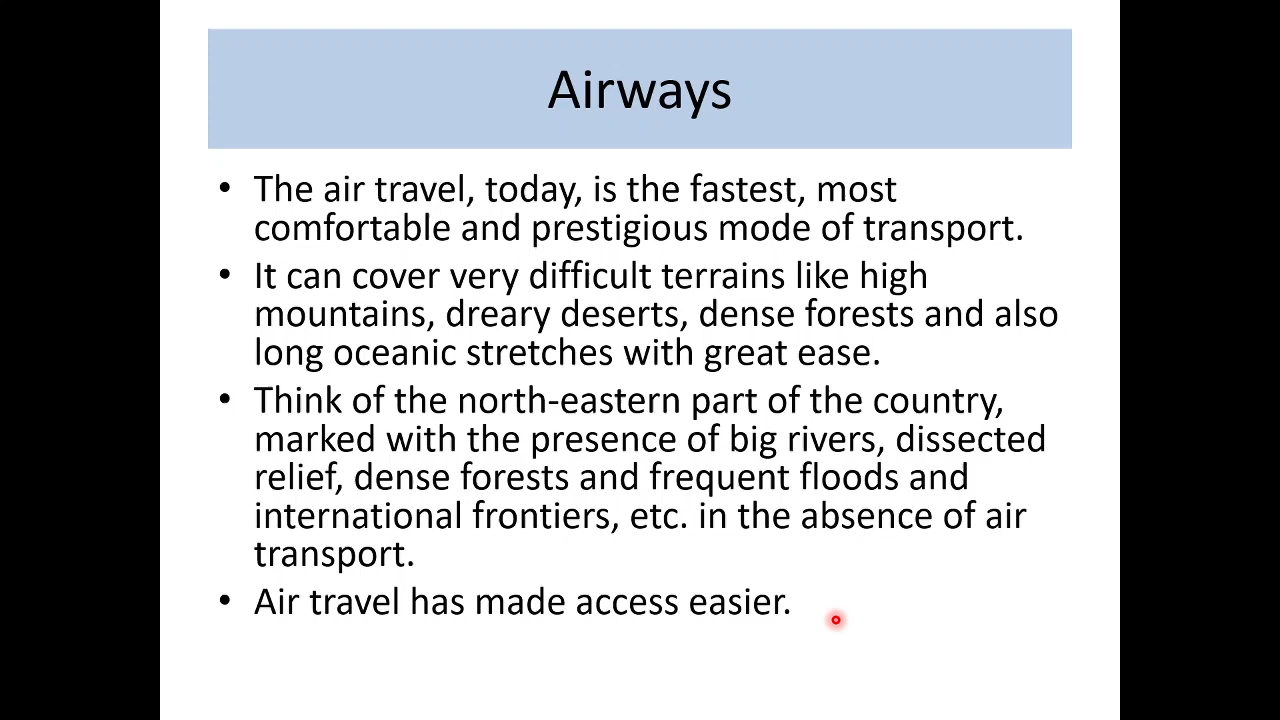 Airways
• The air travel, today, is the fastest, most
comfortable and prestigious mode of transport.
• It can cover very difficult terrains like high
mountains, dreary deserts, dense forests and also
long oceanic stretches with great ease.
• Think of the north-eastern part of the country,
marked with the presence of big rivers, dissected
relief, dense forests and frequent floods and
international frontiers, etc. in the absence of air
transport.
• Air travel has made access easier.